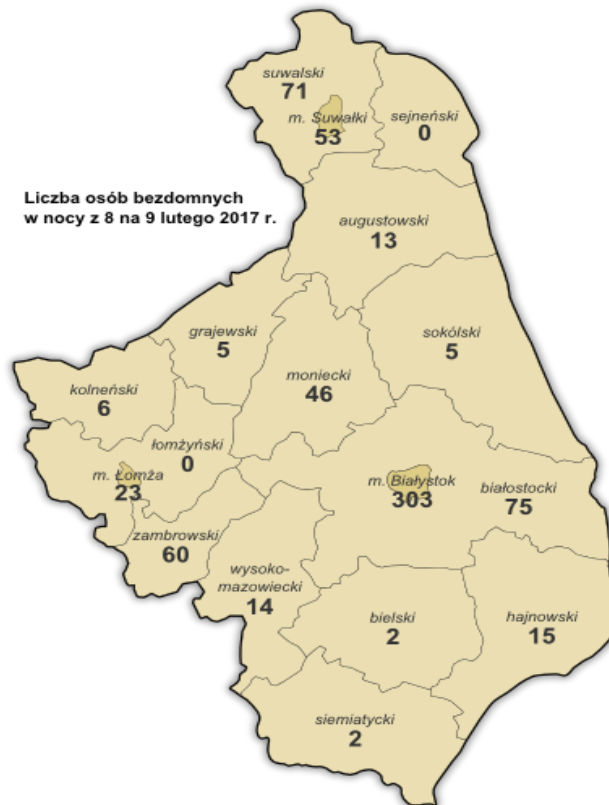 suwalski
71
m. Suwałki
53
sejneński
0
Liczba osób bezdomnych
w nocy z 8 na 9 lutego 2017 r.
augustowski
13
grajewski
5
sokólski
5
moniecki
46
kolneński
6
łomżyński
0
m. Łomża
23
m. Białystok
303
białostocki
75
zambrowski
60
wysoko-
mazowiecki
14
bielski
2
hajnowski
15
siemiatycki
2